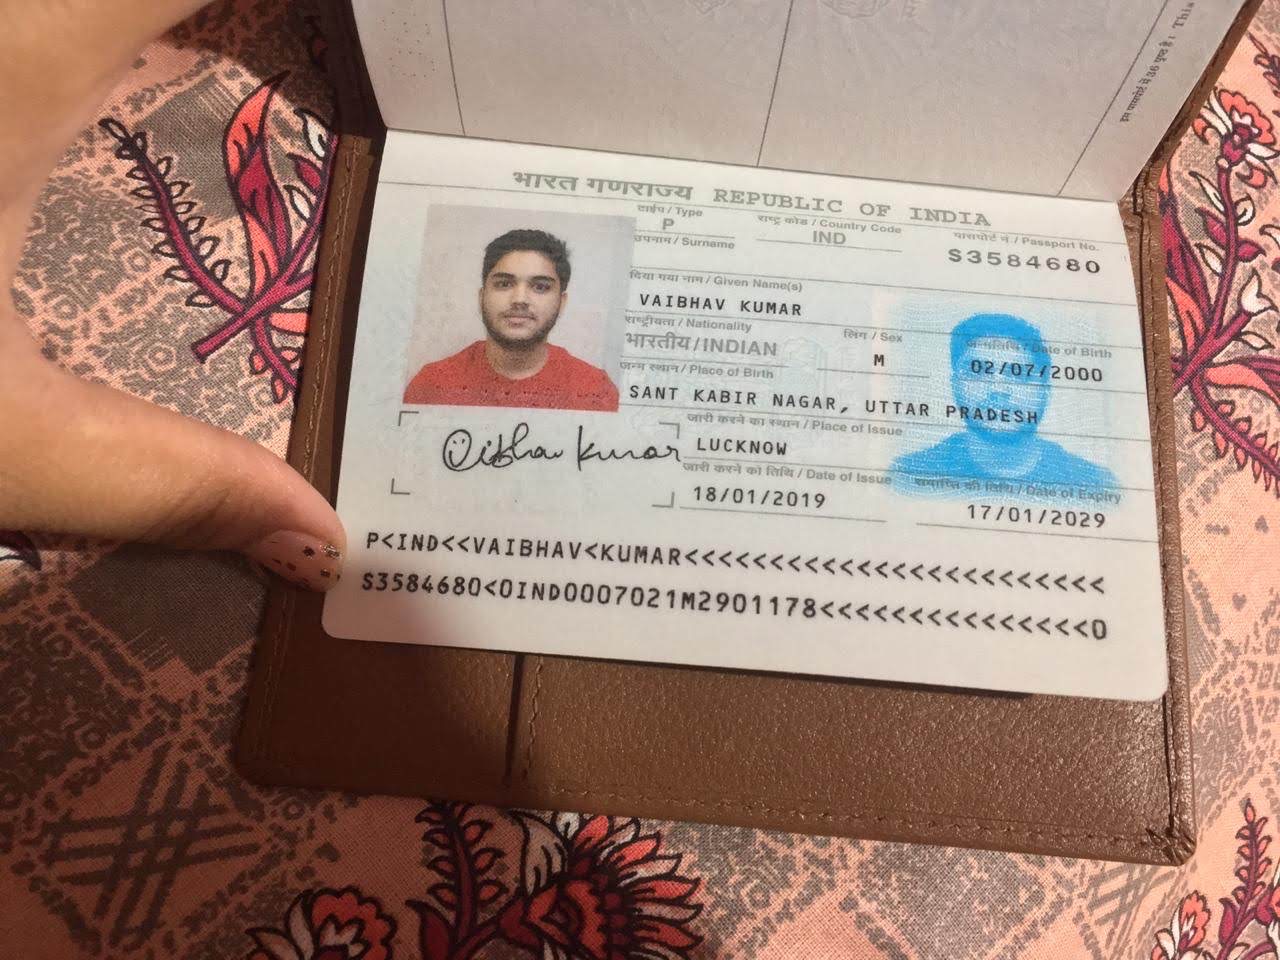 इस पासपोर्ट में 36 पृष्ठ है। This
भारत गणराज्य REPUBLIC OF INDIA
टाईप / Type राष्ट्र कोड / Country Code पासपोर्ट नं / Passport No.
P IND S3584680
उपनाम / Surname
दिया गया नाम / Given Name(s)
VAIBHAV KUMAR
राष्ट्रीयता / Nationality लिंग / Sex जन्मतिथि / Date of Birth
भारतीय/INDIAN M 02/07/2000
जन्म स्थान / Place of Birth
SANT KABIR NAGAR, UTTAR PRADESH
जारी करने का स्थान / Place of Issue
LUCKNOW
Vaibhav Kumar
जारी करने की तिथि / Date of Issue समाप्ति की तिथि / Date of Expiry
18/01/2019 17/01/2029
P<IND<<VAIBHAV<KUMAR<<<<<<<<<<<<<<<<<<<<<<<<
S3584680<0IND0007021M2901178<<<<<<<<<<<<<<<0